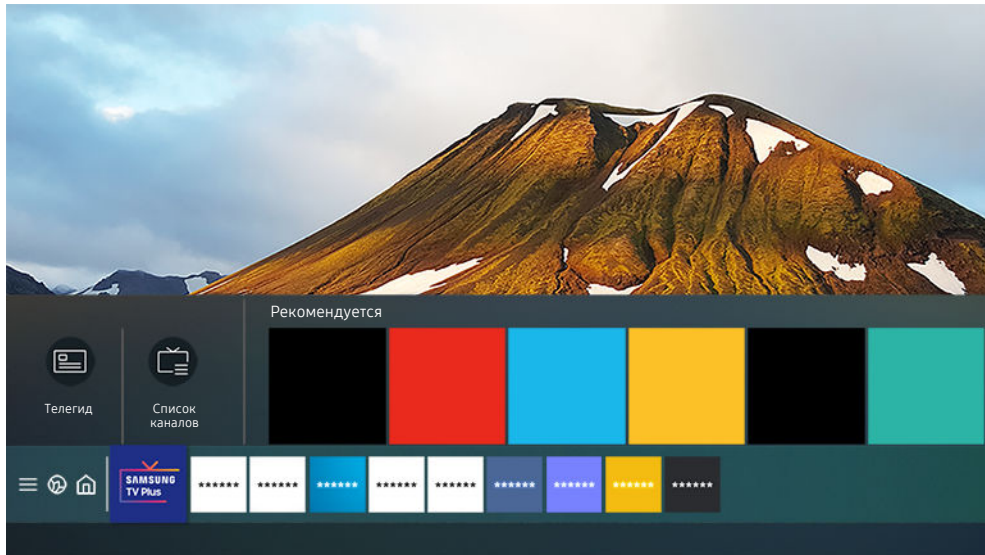 Рекомендуется
Телегид
Список
каналов
SAMSUNG
TV Plus
****** ****** ****** ****** ****** ****** ****** ****** ******